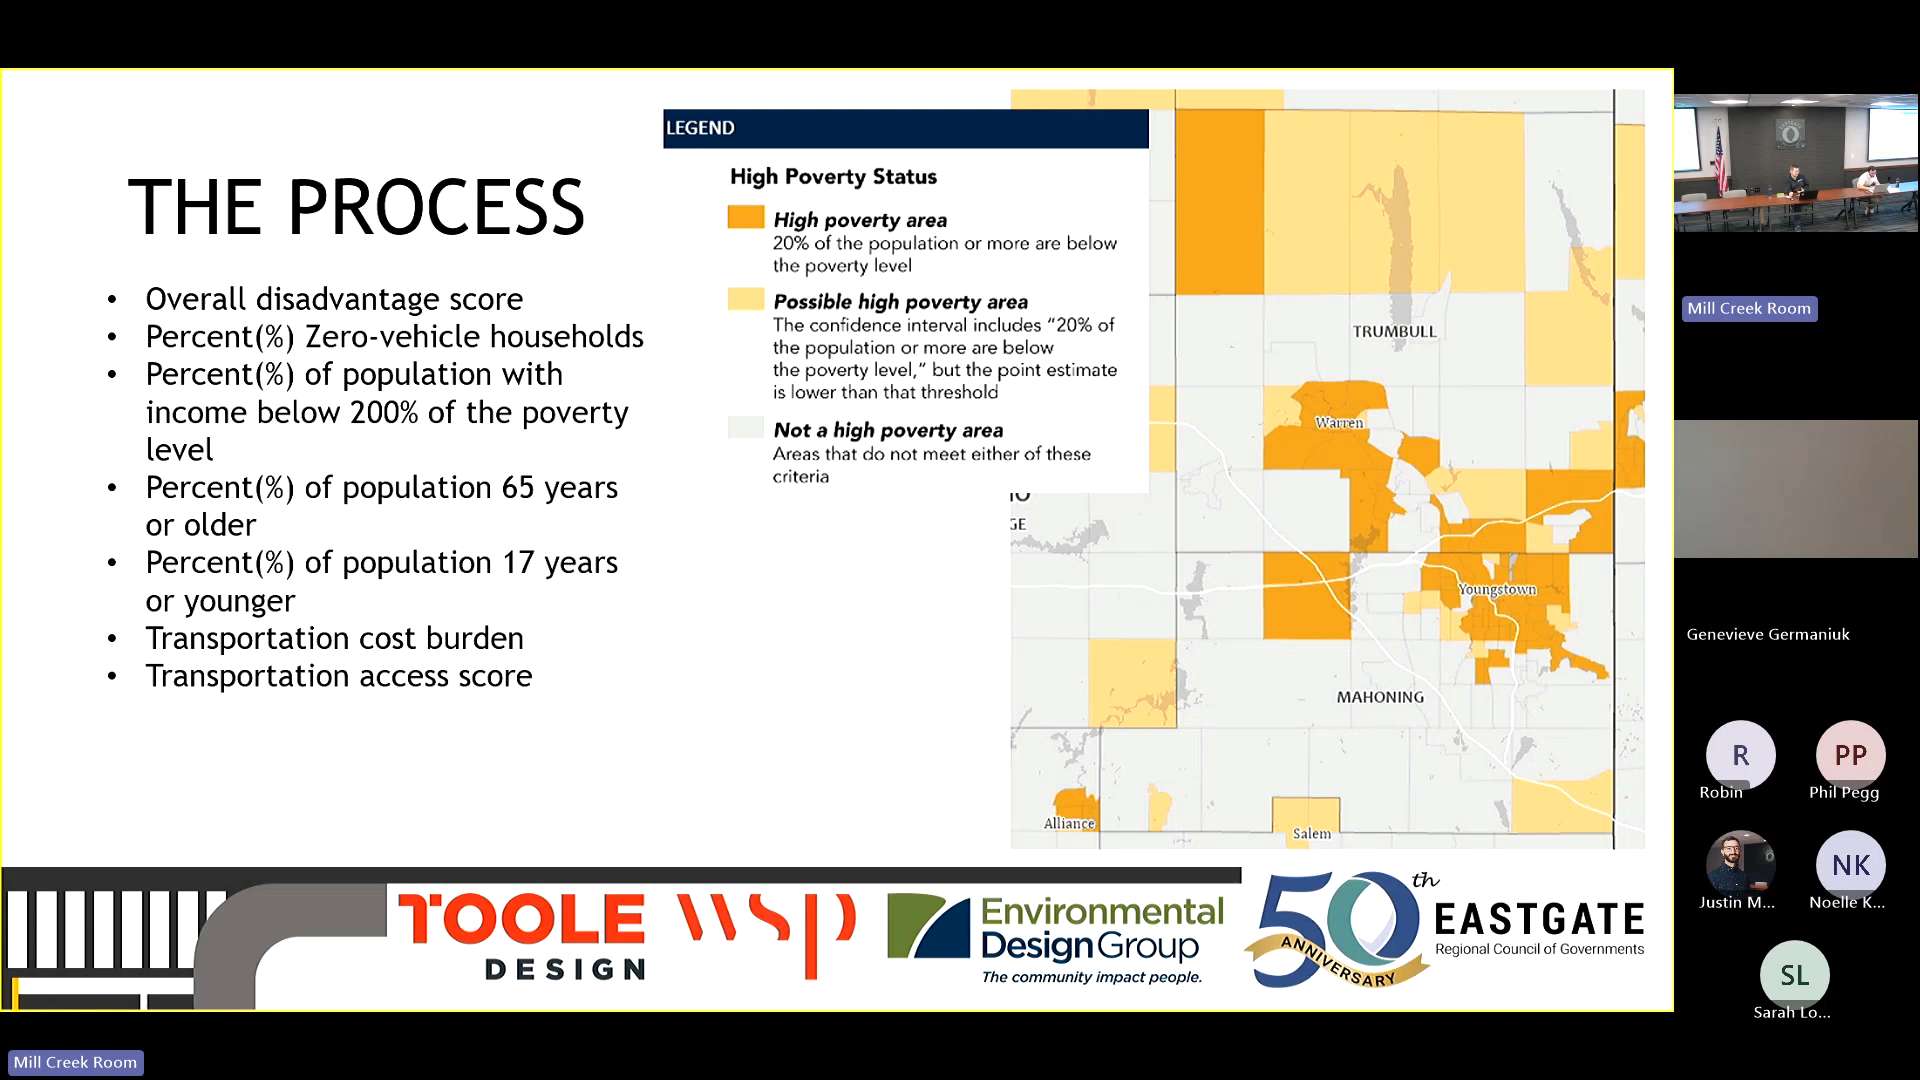 THE PROCESS
• Overall disadvantage score
• Percent(%) Zero-vehicle households
• Percent(%) of population with
income below 200% of the poverty
level
• Percent(%) of population 65 years
or older
• Percent(%) of population 17 years
or younger
• Transportation cost burden
• Transportation access score
LEGEND
High Poverty Status
High poverty area
20% of the population or more are below
the poverty level
Possible high poverty area
The confidence interval includes “20% of
the population or more are below
the poverty level,” but the point estimate
is lower than that threshold
Not a high poverty area
Areas that do not meet either of these
criteria
TRUMBULL
Warren
IO
GE
Youngstown
MAHONING
Alliance
Salem
TOOLE
DESIGN
wsp
Environmental
Design Group
The community impact people.
50th
ANNIVERSARY
EASTGATE
Regional Council of Governments
Mill Creek Room
Genevieve Germaniuk
R
Robin
PP
Phil Pegg
Justin M...
NK
Noelle K...
SL
Sarah Lo...
Mill Creek Room